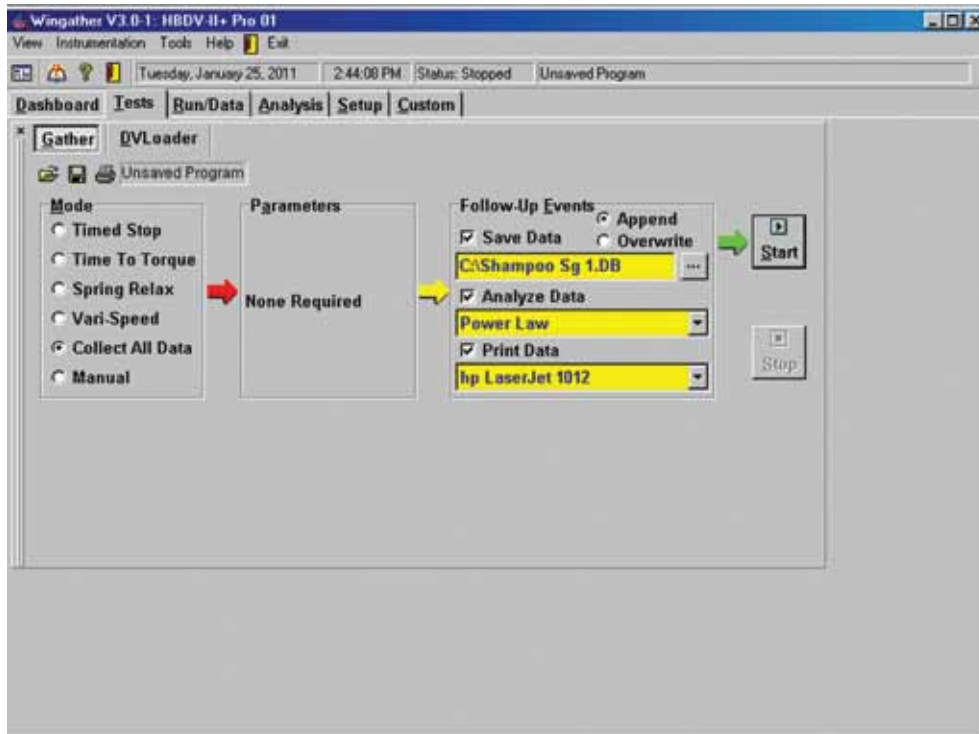 Wingather V3.0-1: HBDV-II+ Pro 01
View Instrumentation Tools Help Exit
Tuesday, January 25, 2011 2:44:08 PM Status: Stopped Unsaved Program
Dashboard Tests Run/Data Analysis Setup Custom
Gather DVLoader
Unsaved Program
Mode
Timed Stop
Time To Torque
Spring Relax
Vari-Speed
Collect All Data
Manual
Parameters
None Required
Follow-Up Events
Append
Save Data
Overwrite
C:\Shampoo Sg 1.DB
...
Analyze Data
Power Law
Print Data
hp LaserJet 1012
Start
Stop